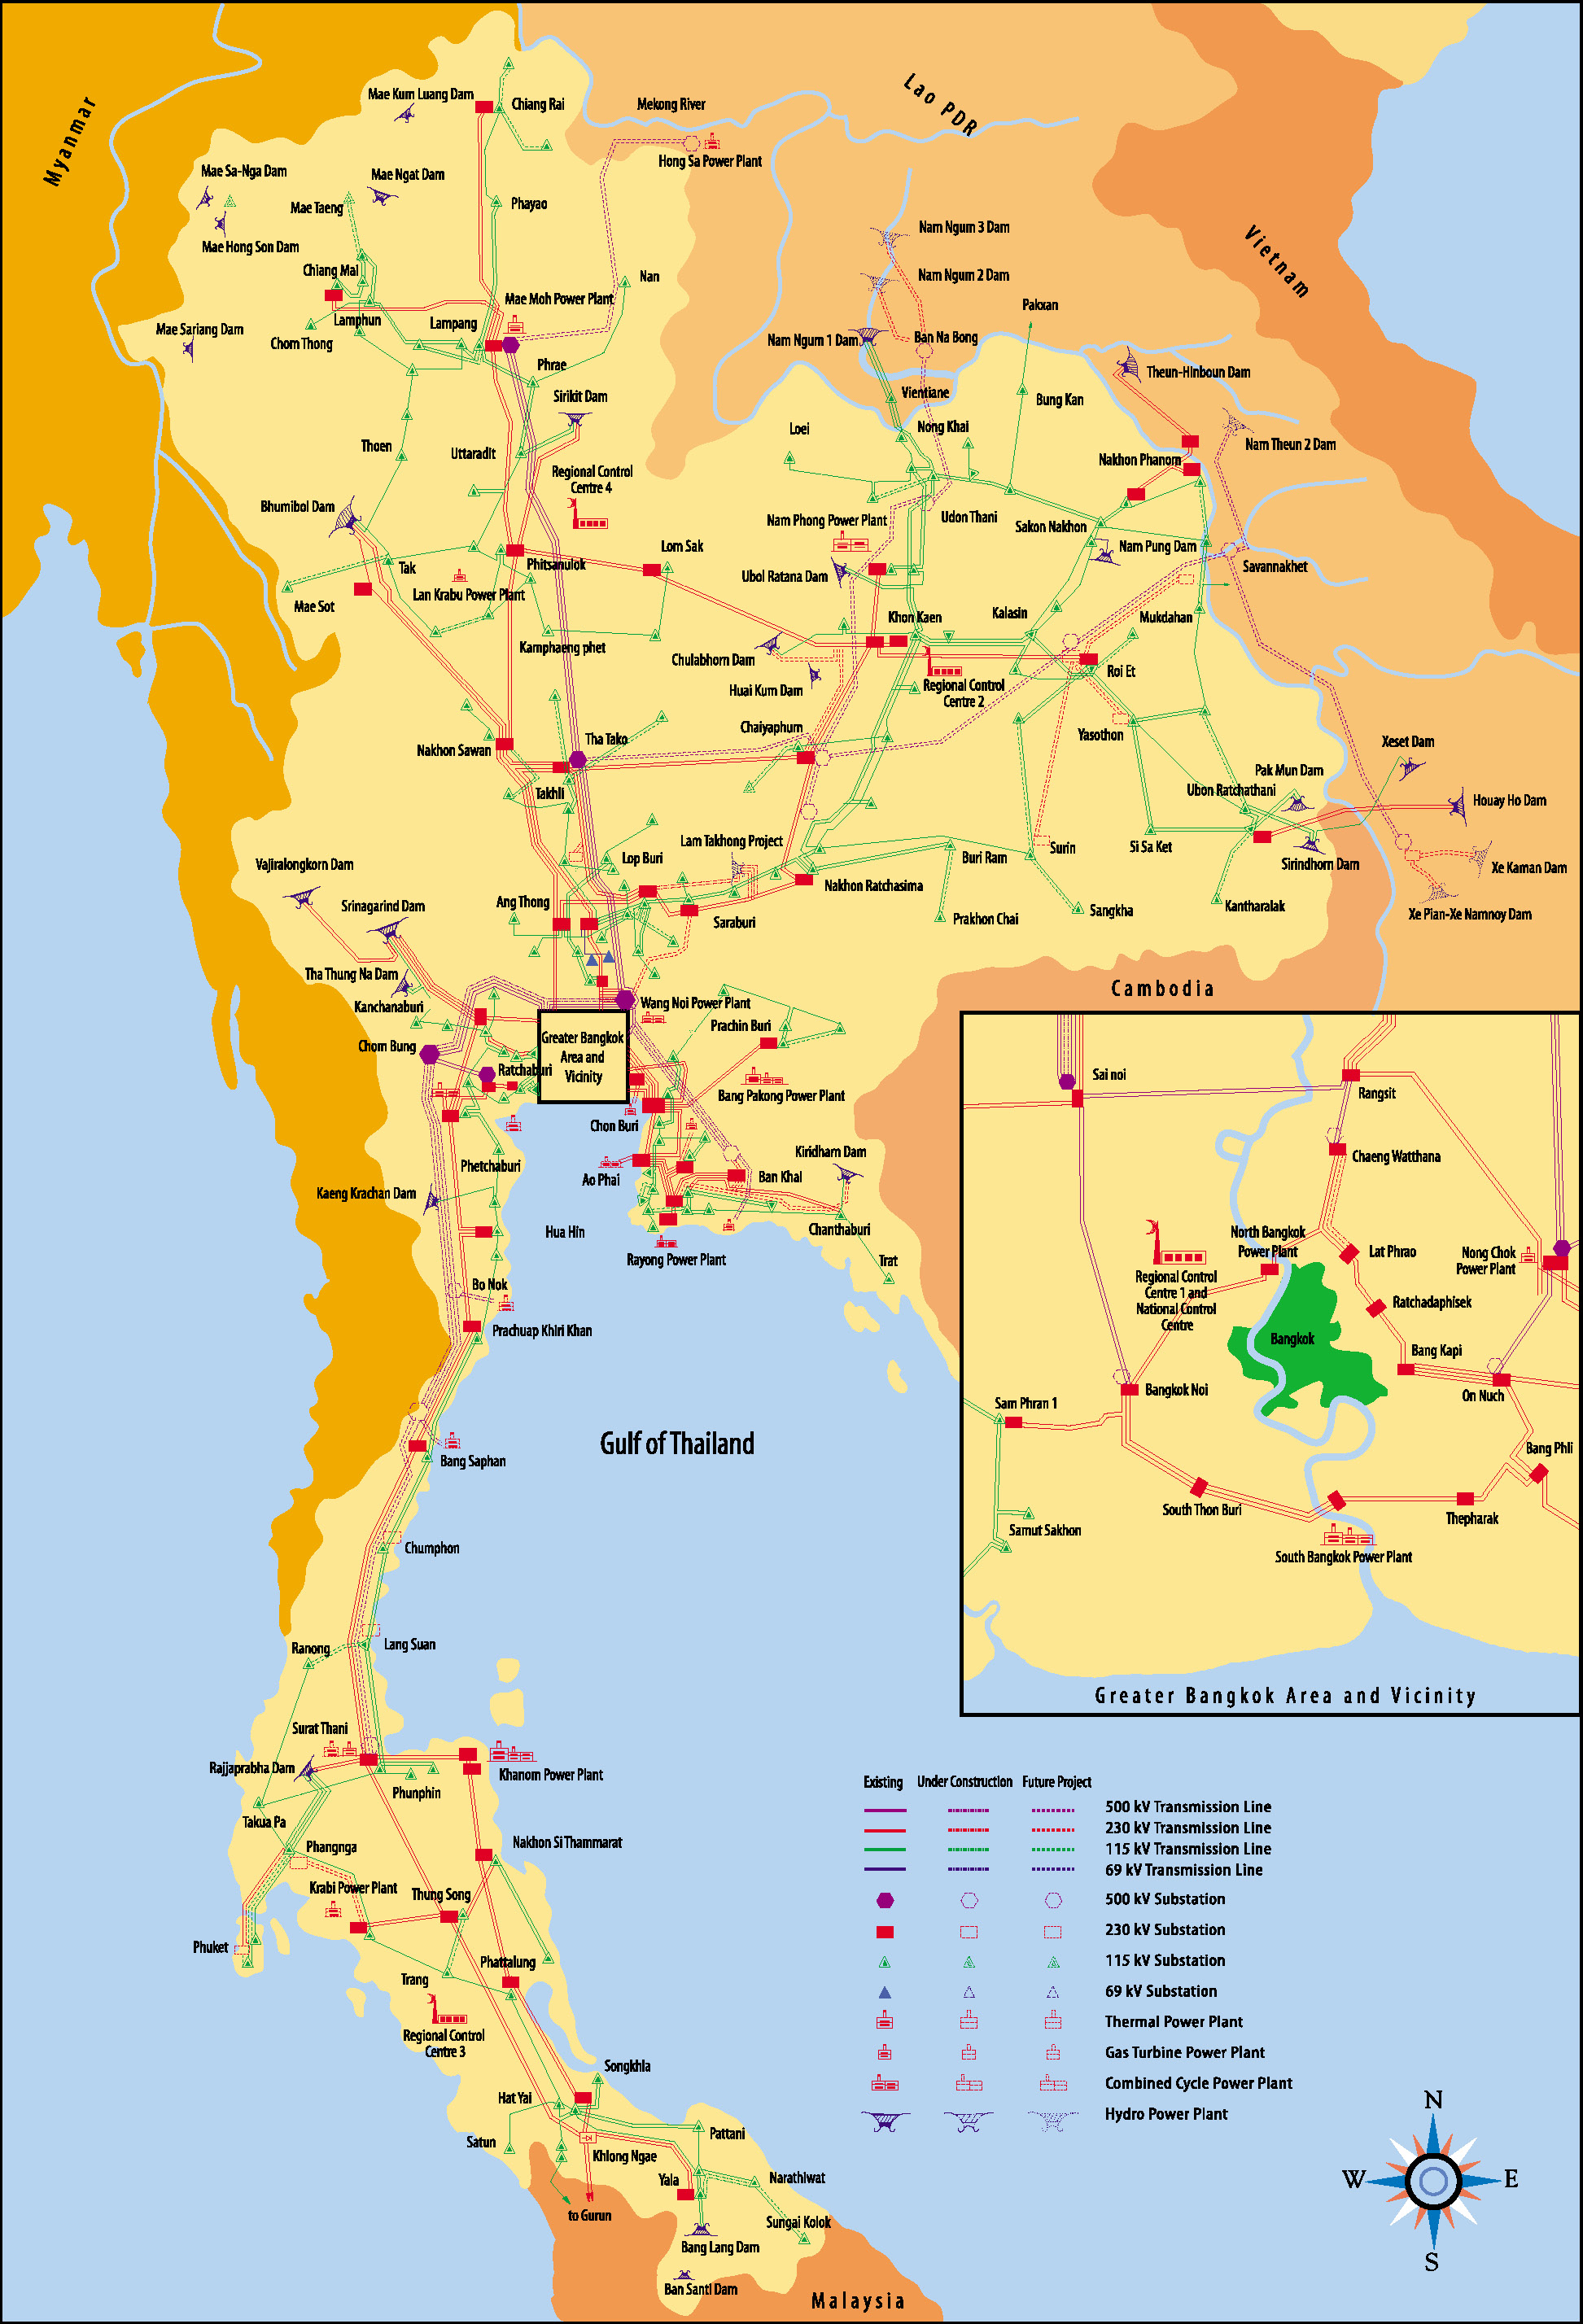 Myanmar
Mae Kum Luang Dam
Chiang Rai
Mekong River
Lao PDR
Hong Sa Power Plant
Mae Sa-Nga Dam
Mae Ngat Dam
Mae Taeng
Phayao
Mae Hong Son Dam
Nam Ngum 3 Dam
Vietnam
Chiang Mai
Nan
Nam Ngum 2 Dam
Mae Moh Power Plant
Pakxan
Mae Sariang Dam
Lamphun
Lampang
Chom Thong
Nam Ngum 1 Dam
Ban Na Bong
Phrae
Theun-Hinboun Dam
Sirikit Dam
Vientiane
Bung Kan
Loei
Nong Khai
Nam Theun 2 Dam
Thoen
Uttaradit
Nakhon Phanom
Regional Control
Centre 4
Bhumibol Dam
Nam Phong Power Plant
Udon Thani
Sakon Nakhon
Lom Sak
Nam Pung Dam
Tak
Phitsanulok
Ubol Ratana Dam
Savannakhet
Lan Krabu Power Plant
Mae Sot
Khon Kaen
Kalasin
Mukdahan
Kamphaeng phet
Chulabhorn Dam
Roi Et
Huai Kum Dam
Regional Control
Centre 2
Chaiyaphum
Yasothon
Nakhon Sawan
Tha Tako
Xeset Dam
Pak Mun Dam
Takhli
Ubon Ratchathani
Houay Ho Dam
Lam Takhong Project
Lop Buri
Buri Ram
Surin
Si Sa Ket
Sirindhorn Dam
Xe Kaman Dam
Vajiralongkorn Dam
Nakhon Ratchasima
Srinagarind Dam
Ang Thong
Saraburi
Prakhon Chai
Sangkha
Kantharalak
Xe Pian-Xe Namnoy Dam
Tha Thung Na Dam
Cambodia
Kanchanaburi
Wang Noi Power Plant
Prachin Buri
Chom Bung
Greater Bangkok
Area and
Vicinity
Ratchaburi
Bang Pakong Power Plant
Chon Buri
Phetchaburi
Kiridham Dam
Ao Phai
Ban Khai
Kaeng Krachan Dam
Hua Hin
Chanthaburi
Rayong Power Plant
Trat
Bo Nok
Prachuap Khiri Khan
Gulf of Thailand
Bang Saphan
Chumphon
Ranong
Lang Suan
Surat Thani
Rajjaprabha Dam
Khanom Power Plant
Phunphin
Takua Pa
Nakhon Si Thammarat
Phangnga
Krabi Power Plant
Thung Song
Phuket
Phattalung
Trang
Regional Control
Centre 3
Songkhla
Hat Yai
Pattani
Satun
Khlong Ngae
Yala
Narathiwat
to Gurun
Sungai Kolok
Bang Lang Dam
Ban Santi Dam
Malaysia
Sai noi
Rangsit
Chaeng Watthana
North Bangkok
Power Plant
Lat Phrao
Nong Chok
Power Plant
Regional Control
Centre 1 and
National Control
Centre
Ratchadaphisek
Bangkok
Bang Kapi
Bangkok Noi
On Nuch
Sam Phran 1
Bang Phli
South Thon Buri
Thepharak
Samut Sakhon
South Bangkok Power Plant
Greater Bangkok Area and Vicinity
Existing Under Construction Future Project
500 kV Transmission Line
230 kV Transmission Line
115 kV Transmission Line
69 kV Transmission Line
500 kV Substation
230 kV Substation
115 kV Substation
69 kV Substation
Thermal Power Plant
Gas Turbine Power Plant
Combined Cycle Power Plant
Hydro Power Plant
N
W
E
S